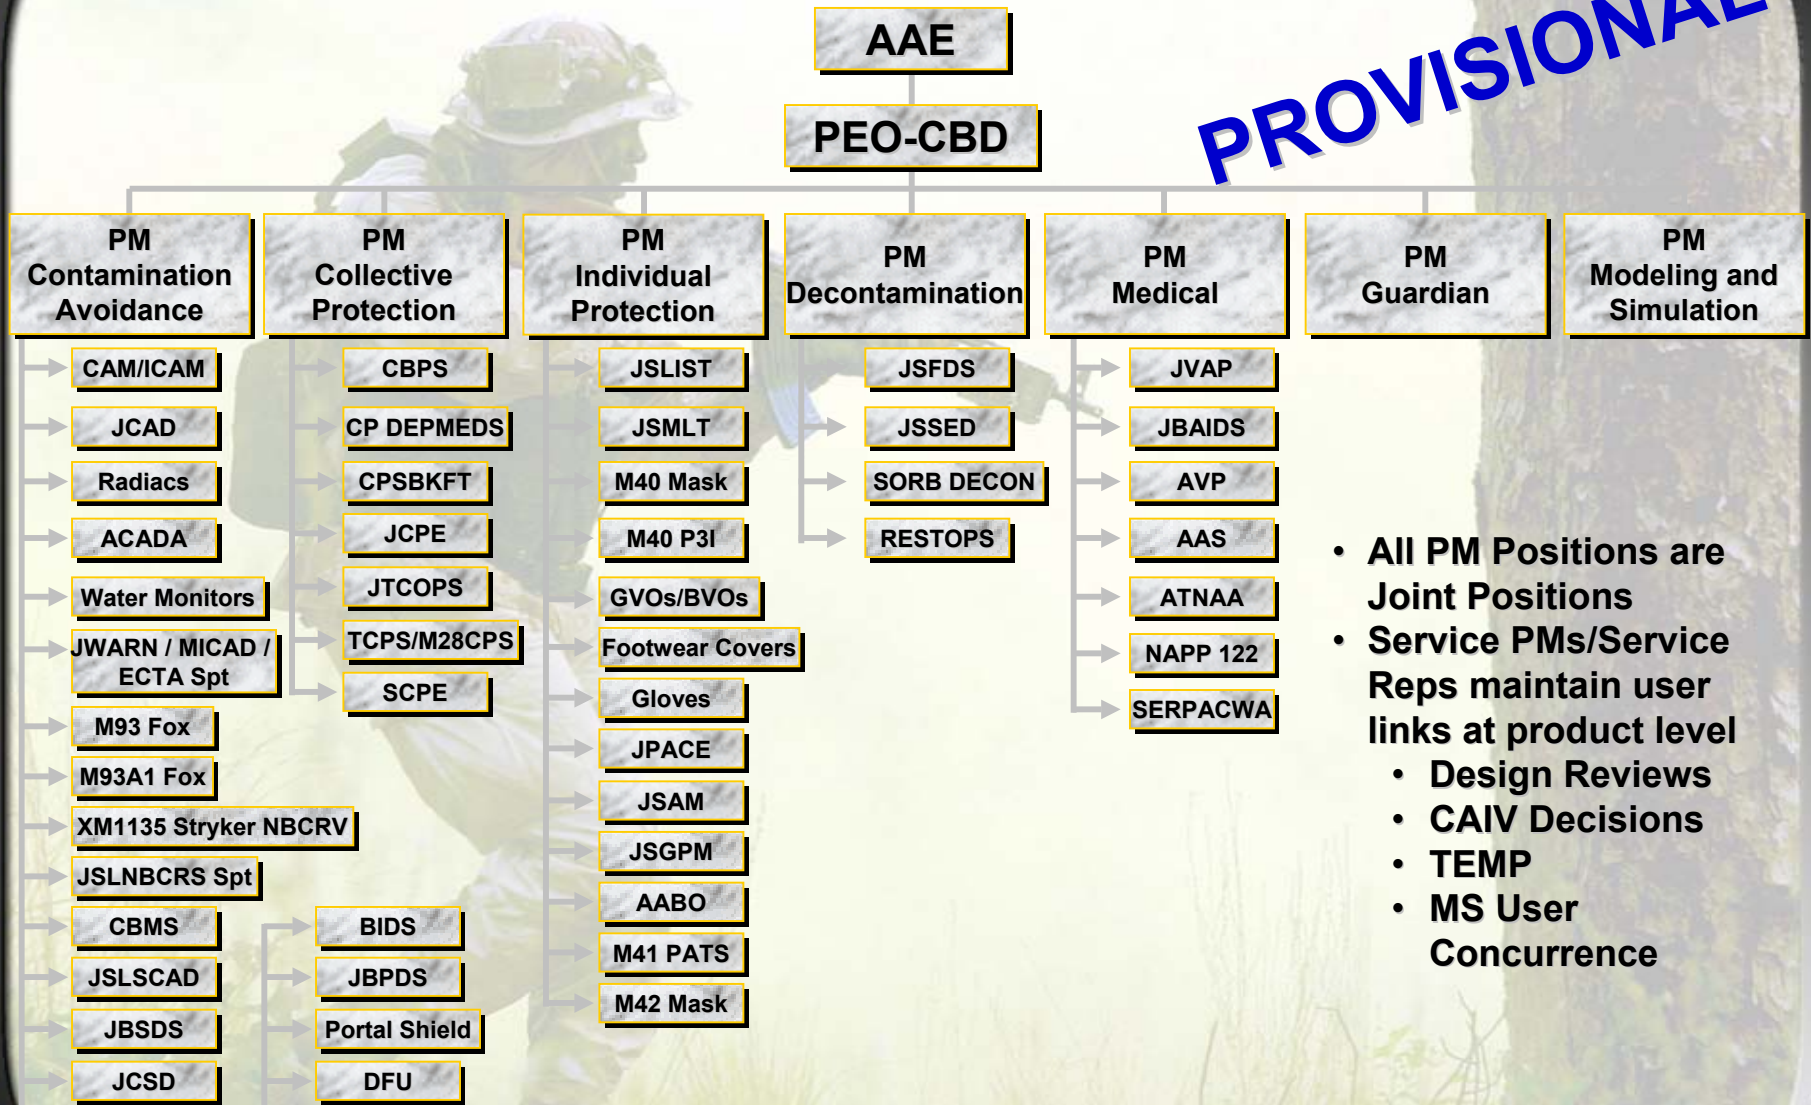 AAE
PROVISIONAL
PEO-CBD
PM
Contamination
Avoidance
PM
Collective
Protection
PM
Individual
Protection
PM
Decontamination
PM
Medical
PM
Guardian
PM
Modeling and
Simulation
CAM/ICAM
JCAD
Radiacs
ACADA
Water Monitors
JWARN / MICAD /
ECTA Spt
M93 Fox
M93A1 Fox
XM1135 Stryker NBCRV
JSLNBCRS Spt
CBMS
JSLSCAD
JBSDS
JCSD
CBPS
CP DEPMEDS
CPSBKFT
JCPE
JTCOPS
TCPS/M28CPS
SCPE
BIDS
JBPDS
Portal Shield
DFU
JSLIST
JSMLT
M40 Mask
M40 P3I
GVOs/BVOs
Footwear Covers
Gloves
JPACE
JSAM
JSGPM
AABO
M41 PATS
M42 Mask
JSFDS
JSSED
SORB DECON
RESTOPS
JVAP
JBAIDS
AVP
AAS
ATNAA
NAPP 122
SERPACWA
• All PM Positions are
Joint Positions
• Service PMs/Service
Reps maintain user
links at product level
• Design Reviews
• CAIV Decisions
• TEMP
• MS User
Concurrence